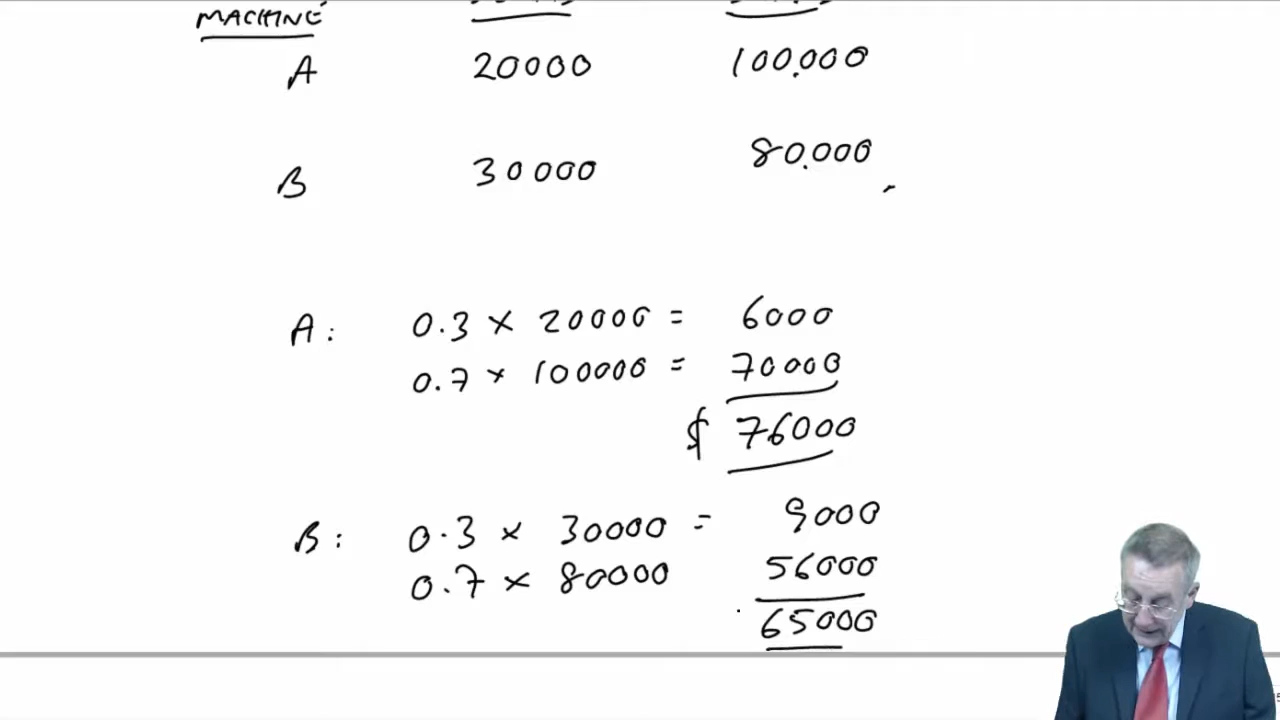 MACHINE
A 20000 100,000
B 30000 80,000
A: 0.3 × 20000 = 6000
0.7 × 100000 = 70000
$ 76000
B: 0.3 × 30000 = 9000
0.7 × 80000 56000
65000